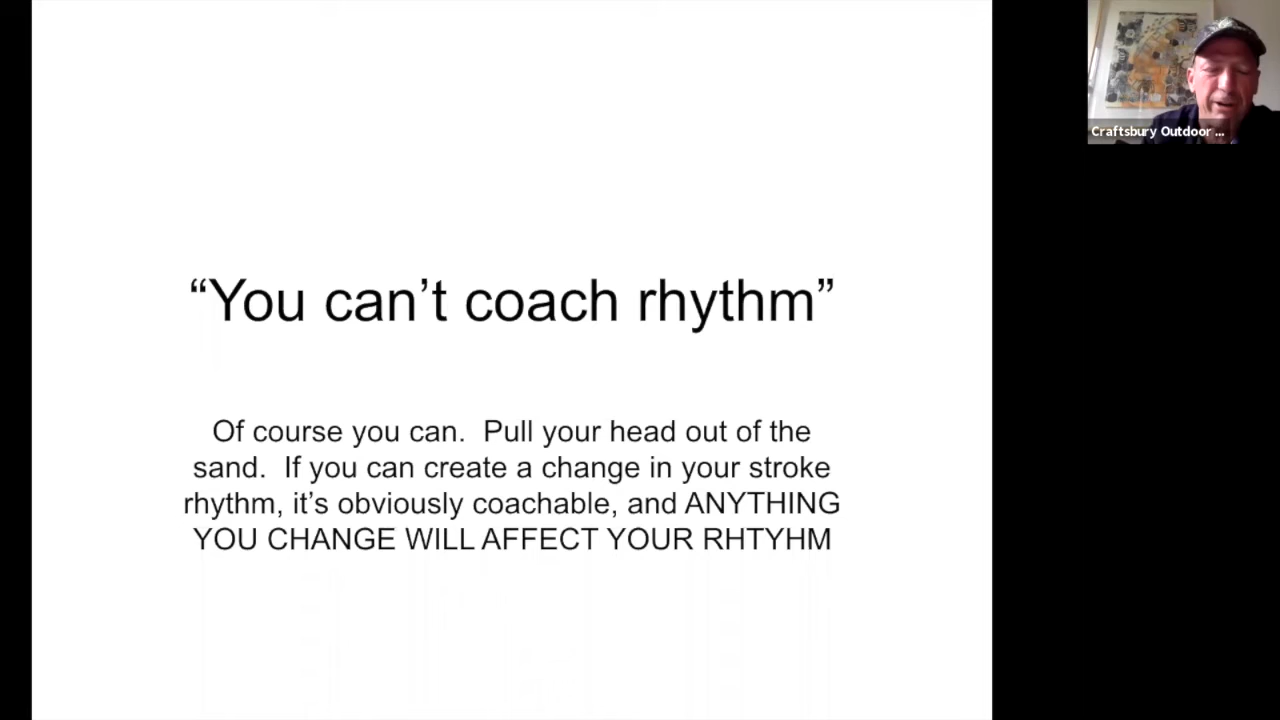 “You can’t coach rhythm”
Of course you can.  Pull your head out of the
sand.  If you can create a change in your stroke
rhythm, it’s obviously coachable, and ANYTHING
YOU CHANGE WILL AFFECT YOUR RHTYHM
Craftsbury Outdoor ...